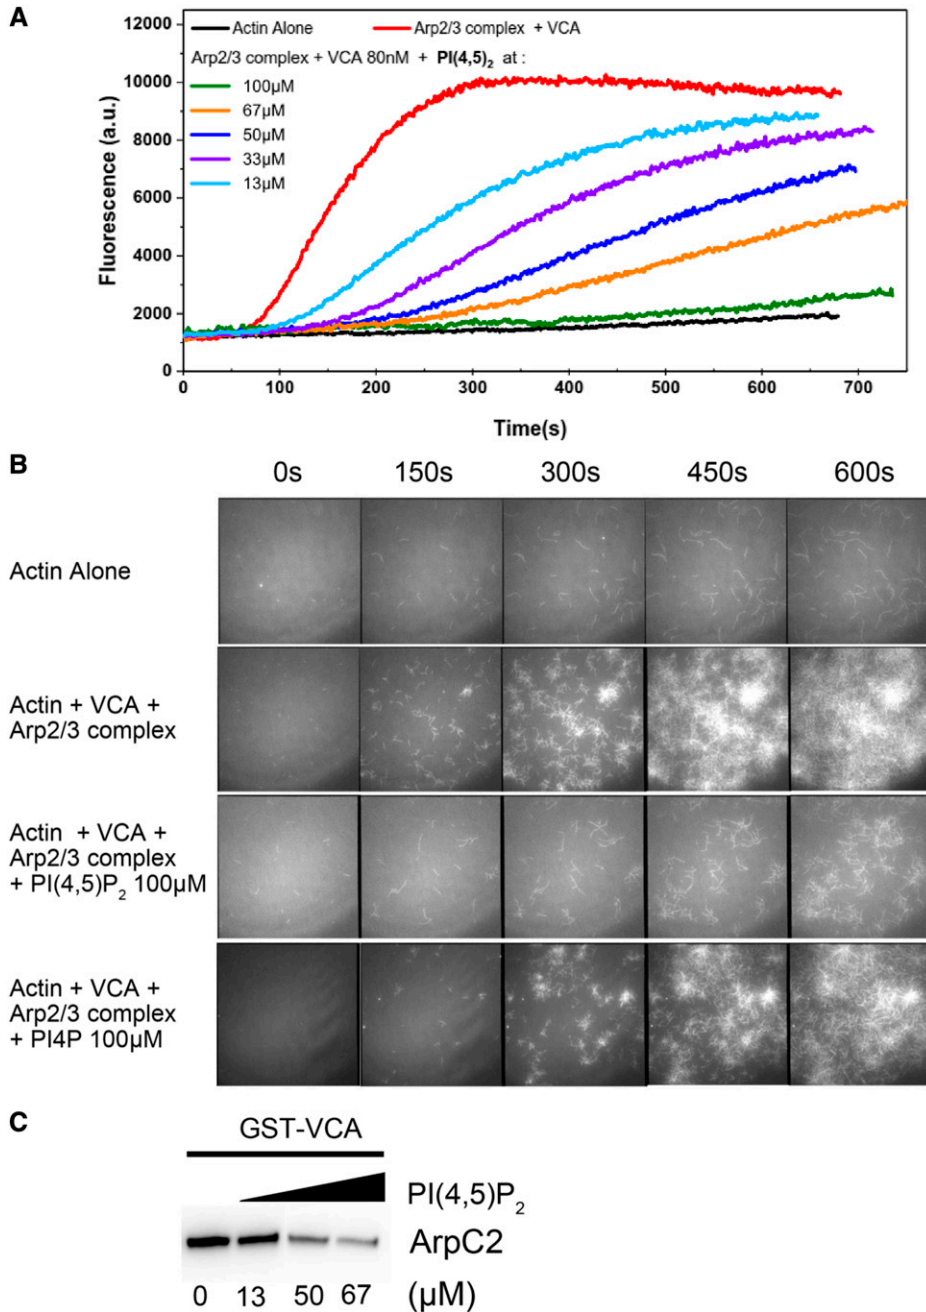 A
Actin Alone Arp2/3 complex + VCA
Arp2/3 complex + VCA 80nM + PI(4,5)₂ at :
100µM
67µM
50µM
33µM
13µM
12000
10000
8000
6000
4000
2000
0
Fluorescence (a.u.)
0 100 200 300 400 500 600 700
Time(s)
B
0s 150s 300s 450s 600s
Actin Alone
Actin + VCA +
Arp2/3 complex
Actin + VCA +
Arp2/3 complex
+ PI(4,5)P₂ 100µM
Actin + VCA +
Arp2/3 complex
+ PI4P 100µM
C
GST-VCA
PI(4,5)P₂
ArpC2
0 13 50 67 (µM)